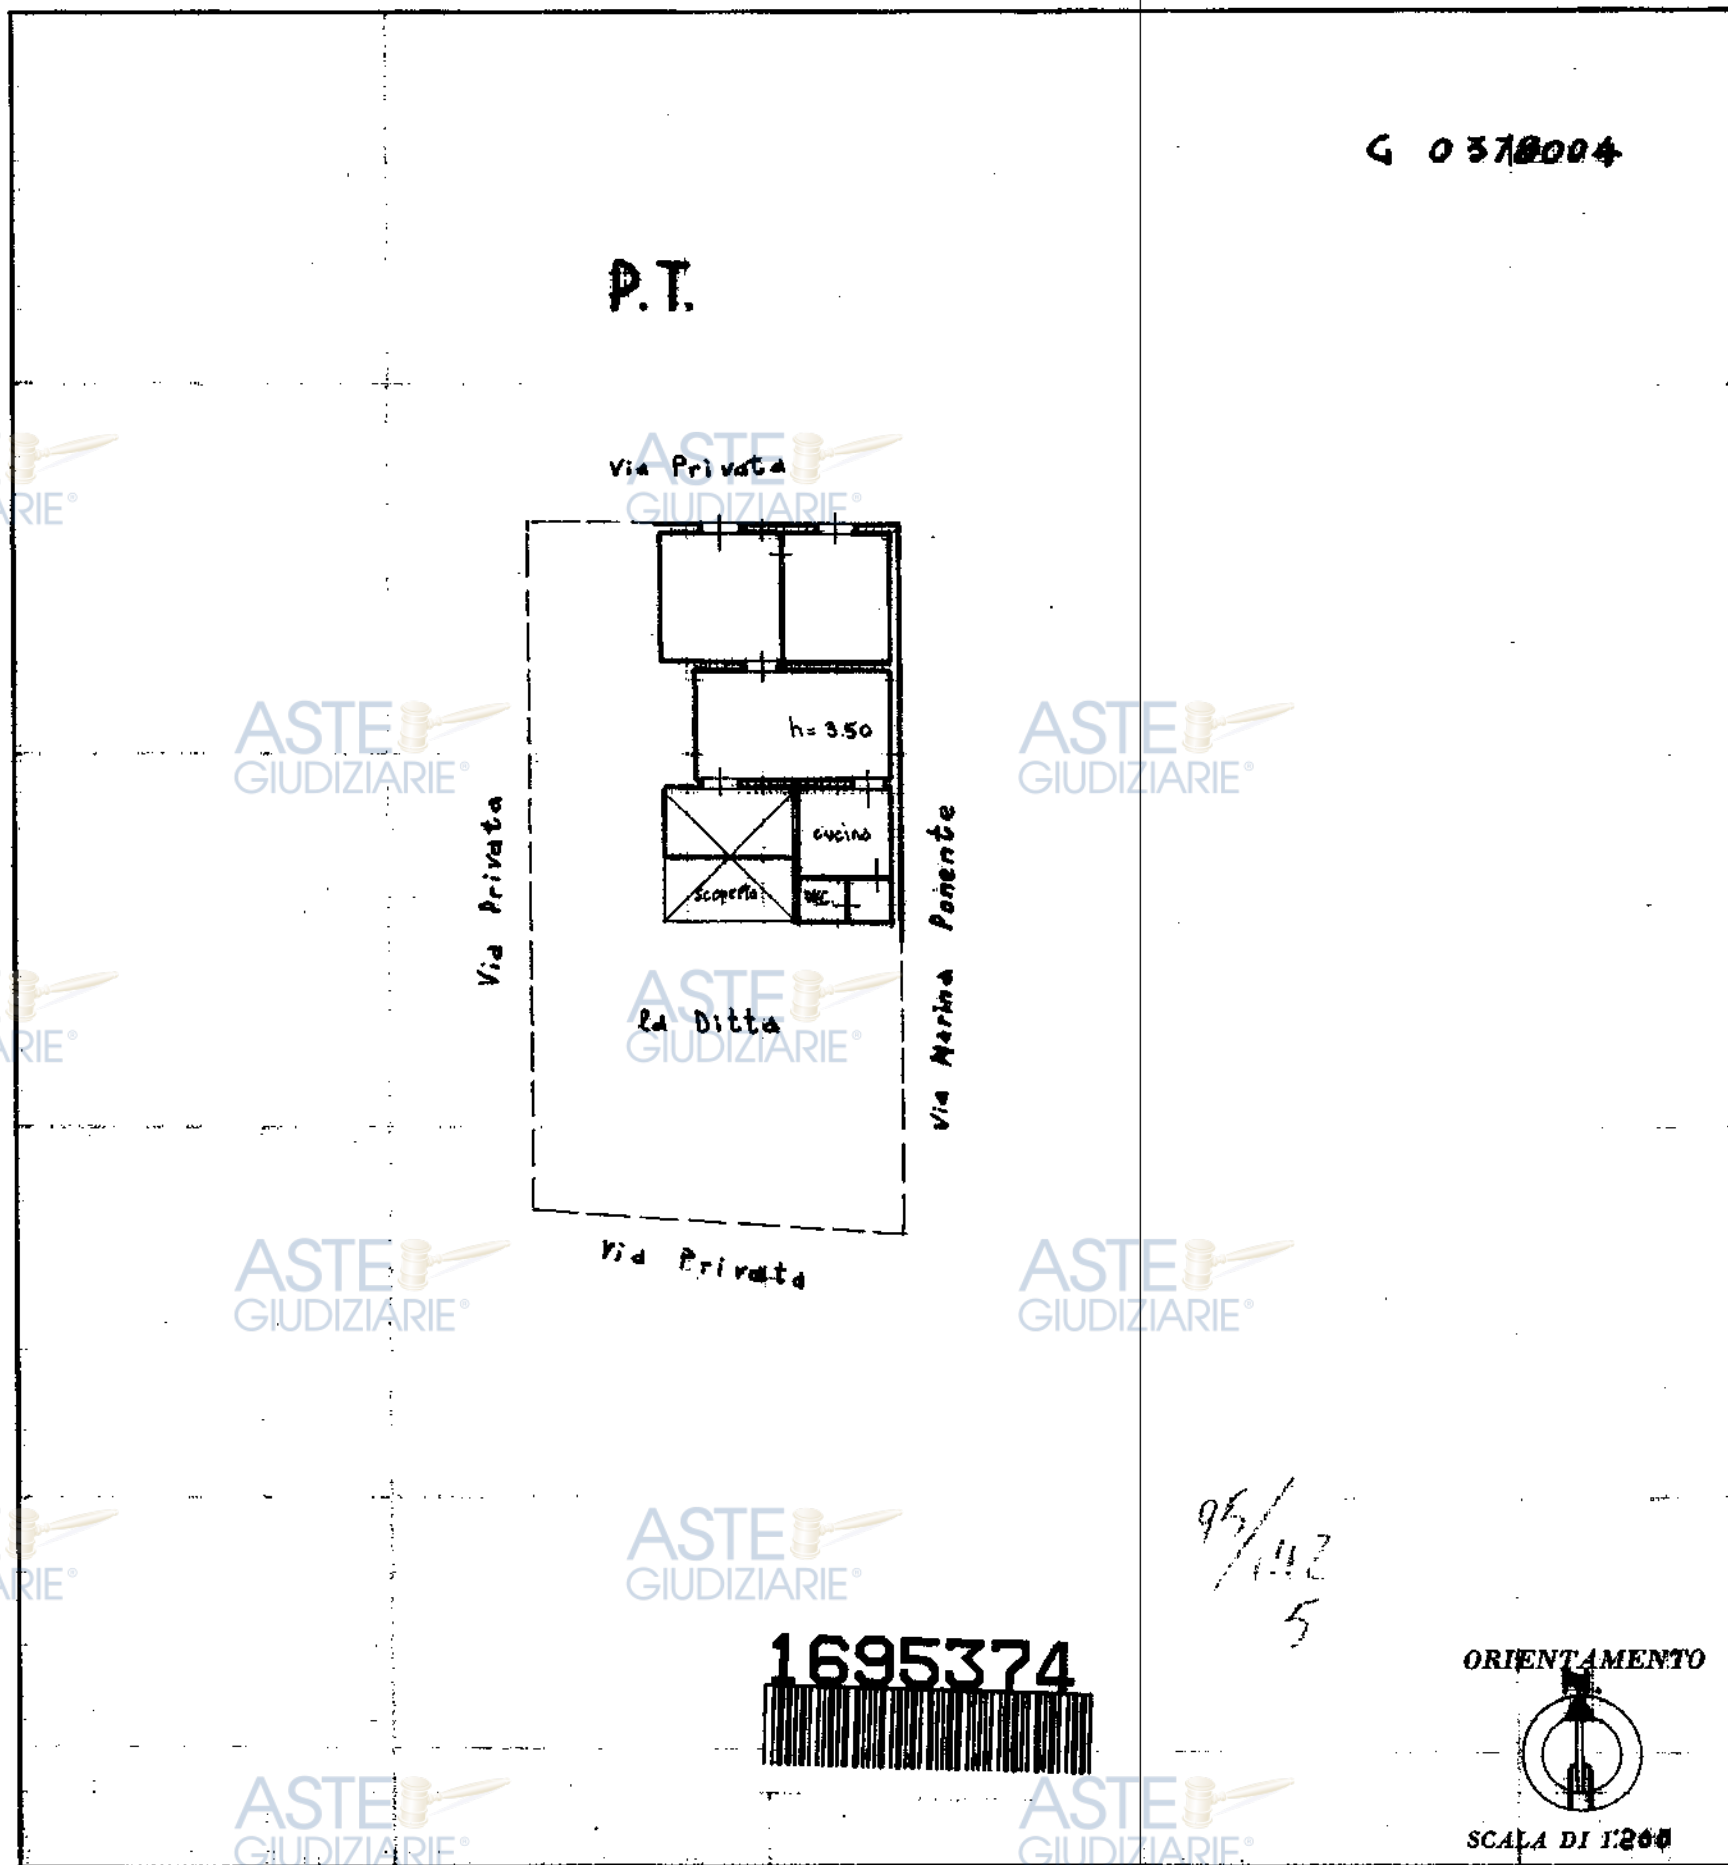 G 0378004
P.T.
Via Privata
h= 3.50
cucina
scoperto
W.C.
Via Privata
Via Marina Ponente
la Ditta
Via Privata
95/142
5
1695374
ORIENTAMENTO
N.
SCALA DI 1:200
ASTE
GIUDIZIARIE®